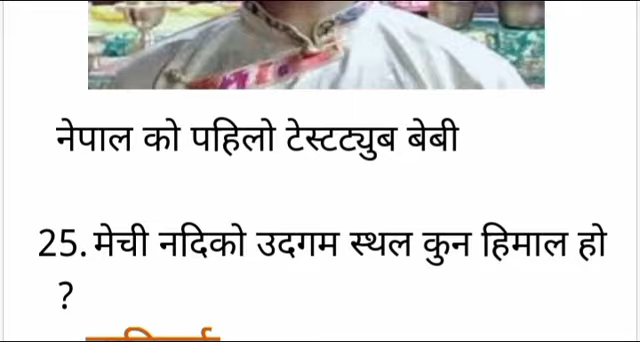 नेपाल को पहिलो टेस्टट्युब बेबी
25. मेची नदिको उदगम स्थल कुन हिमाल हो
?